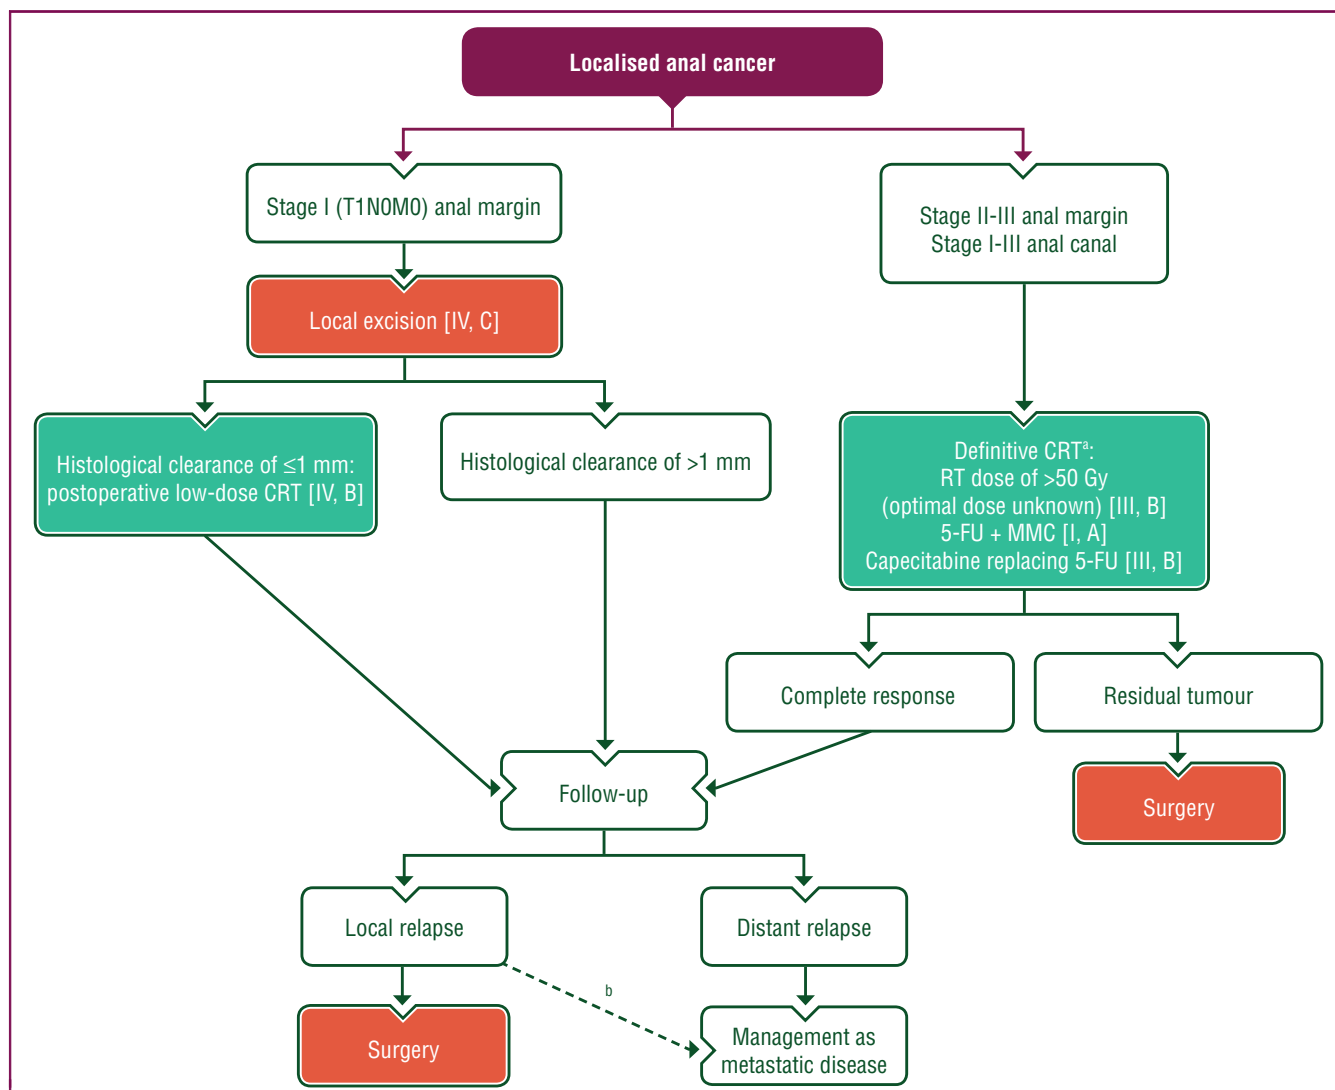 Localised anal cancer
Stage I (T1N0M0) anal margin
Stage II-III anal margin
Stage I-III anal canal
Local excision [IV, C]
Histological clearance of ≤1 mm:
postoperative low-dose CRT [IV, B]
Histological clearance of >1 mm
Definitive CRTᵃ:
RT dose of >50 Gy
(optimal dose unknown) [III, B]
5-FU + MMC [I, A]
Capecitabine replacing 5-FU [III, B]
Complete response
Residual tumour
Follow-up
Surgery
Local relapse
Distant relapse
b
Surgery
Management as
metastatic disease